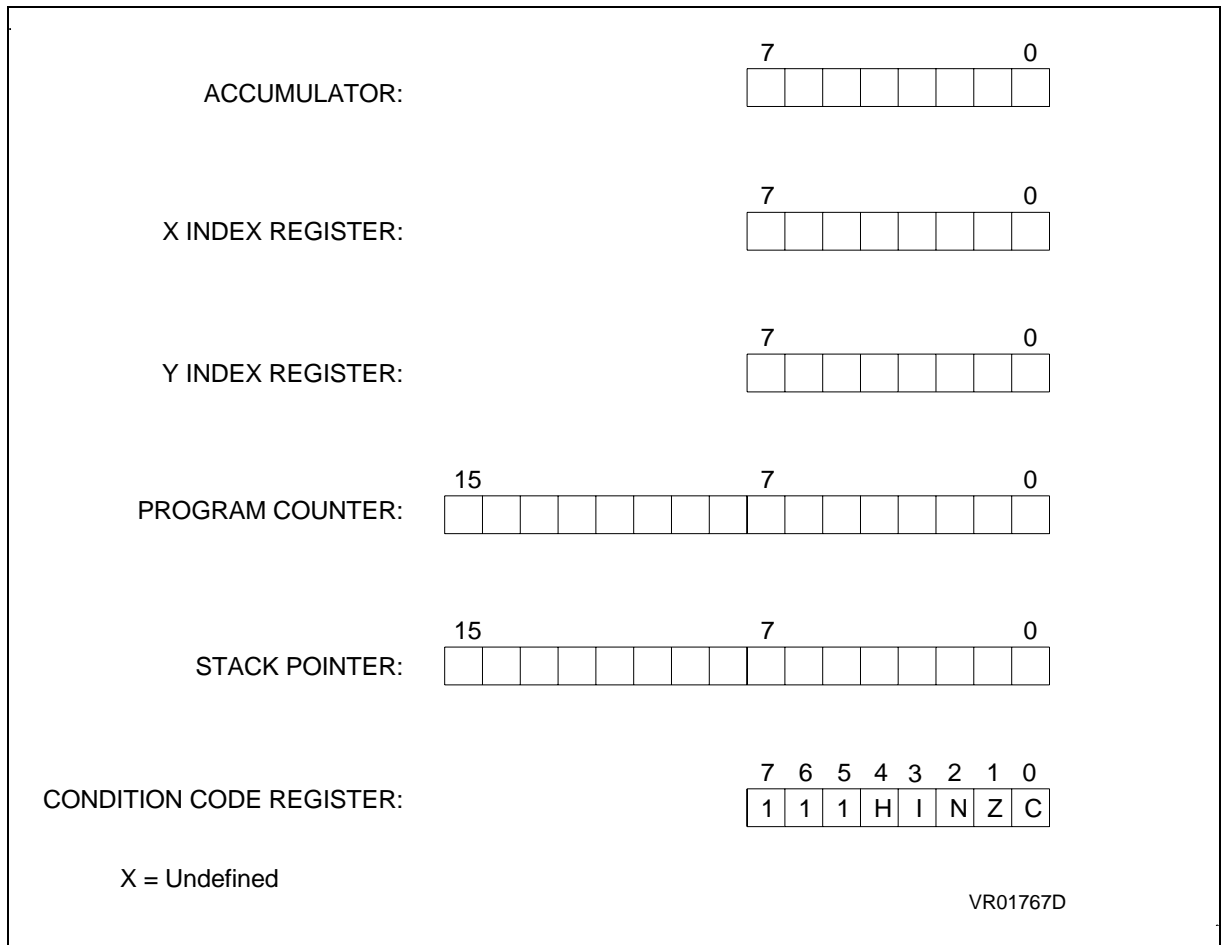 7 0
ACCUMULATOR:
7 0
X INDEX REGISTER:
7 0
Y INDEX REGISTER:
15 7 0
PROGRAM COUNTER:
15 7 0
STACK POINTER:
7 6 5 4 3 2 1 0
CONDITION CODE REGISTER: 1 1 1 H I N Z C
X = Undefined
VR01767D